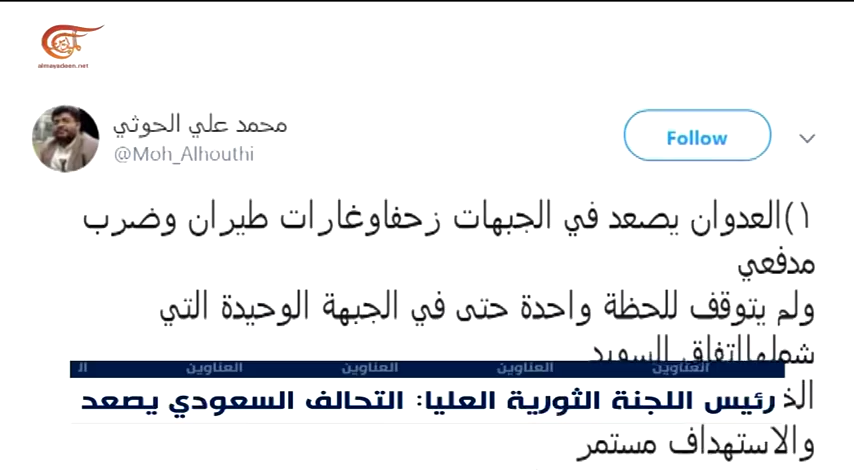 almayadeen.net
محمد علي الحوثي
@Moh_Alhouthi
Follow
١)العدوان يصعد في الجبهات زحفاوغارات طيران وضرب
مدفعي
ولم يتوقف للحظة واحدة حتى في الجبهة الوحيدة التي
شملهااتفاق السويد
العناوين العناوين العناوين العناوين
رئيس اللجنة الثورية العليا: التحالف السعودي يصعد
والاستهداف مستمر